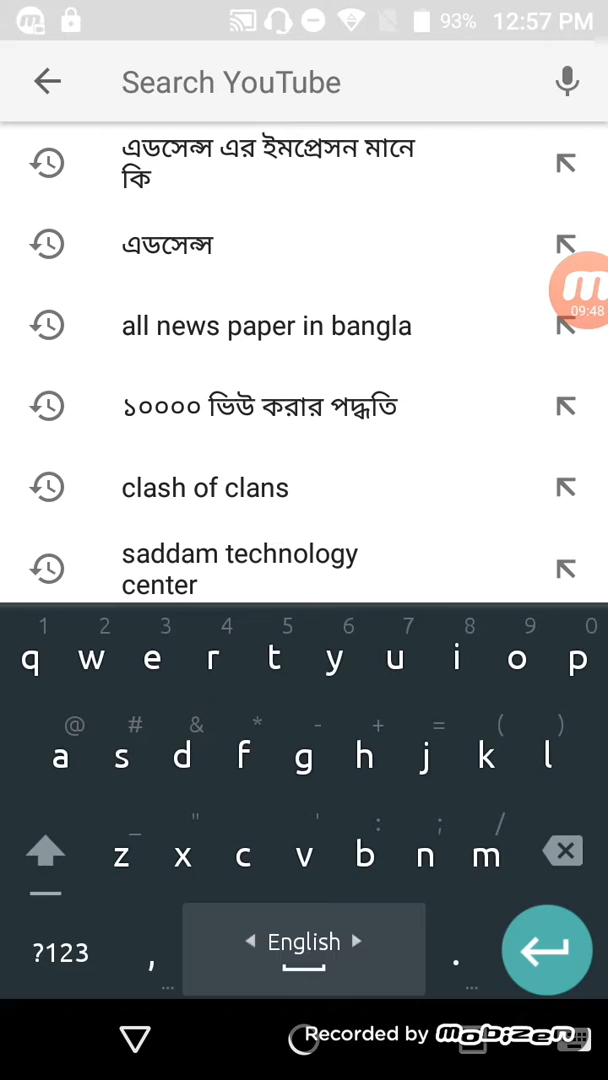 93% 12:57 PM
Search YouTube
এডসেন্স এর ইমপ্রেসন মানে
কি
এডসেন্স
09:48
all news paper in bangla
১০০০০ ভিউ করার পদ্ধতি
clash of clans
saddam technology
center
1 2 3 4 5 6 7 8 9 0
q w e r t y u i o p
@ # & * - + = ( )
a s d f g h j k l
_ " ' : ; /
z x c v b n m
?123 , English .
Recorded by mobizen